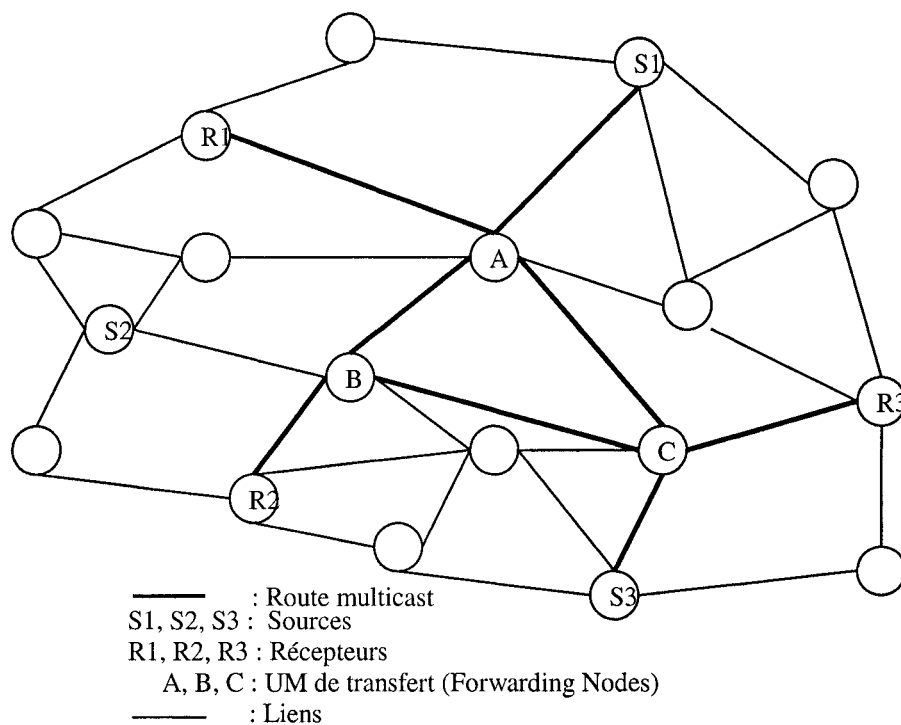 S1
R1
A
S2
B
R3
C
R2
S3
: Route multicast
S1, S2, S3 : Sources
R1, R2, R3 : Récepteurs
A, B, C : UM de transfert (Forwarding Nodes)
: Liens